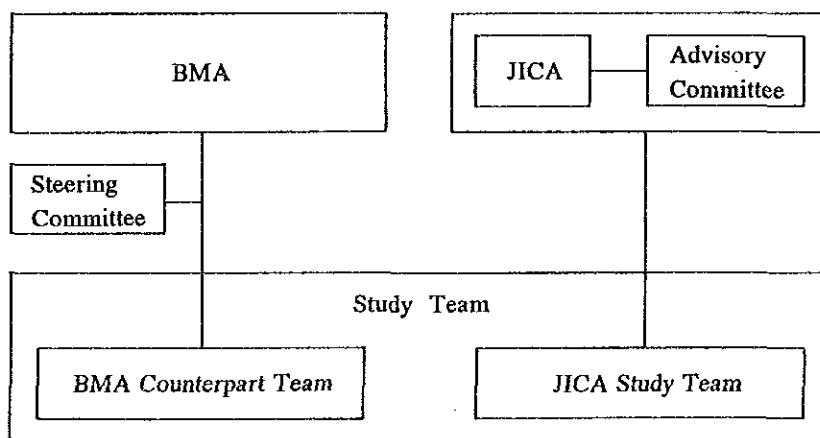 BMA
JICA
Advisory
Committee
Steering
Committee
Study Team
BMA Counterpart Team
JICA Study Team